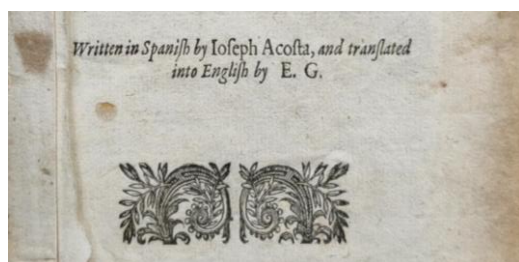 Written in Spaniſh by Ioſeph Acoſta, and tranſlated
into Engliſh by E. G.